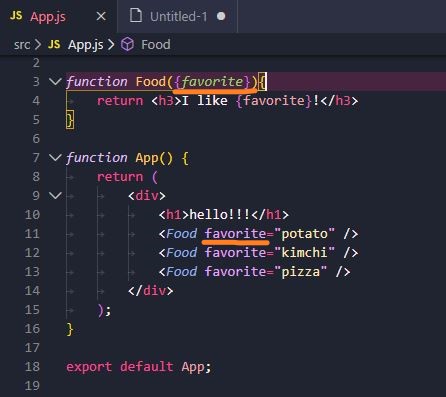 JS App.js × Untitled-1 ●
src > JS App.js > Food
2
3 function Food({favorite}){
4 return <h3>I like {favorite}!</h3>
5 }
6
7 function App() {
8 return (
9 <div>
10 <h1>hello!!!</h1>
11 <Food favorite="potato" />
12 <Food favorite="kimchi" />
13 <Food favorite="pizza" />
14 </div>
15 );
16 }
17
18 export default App;
19